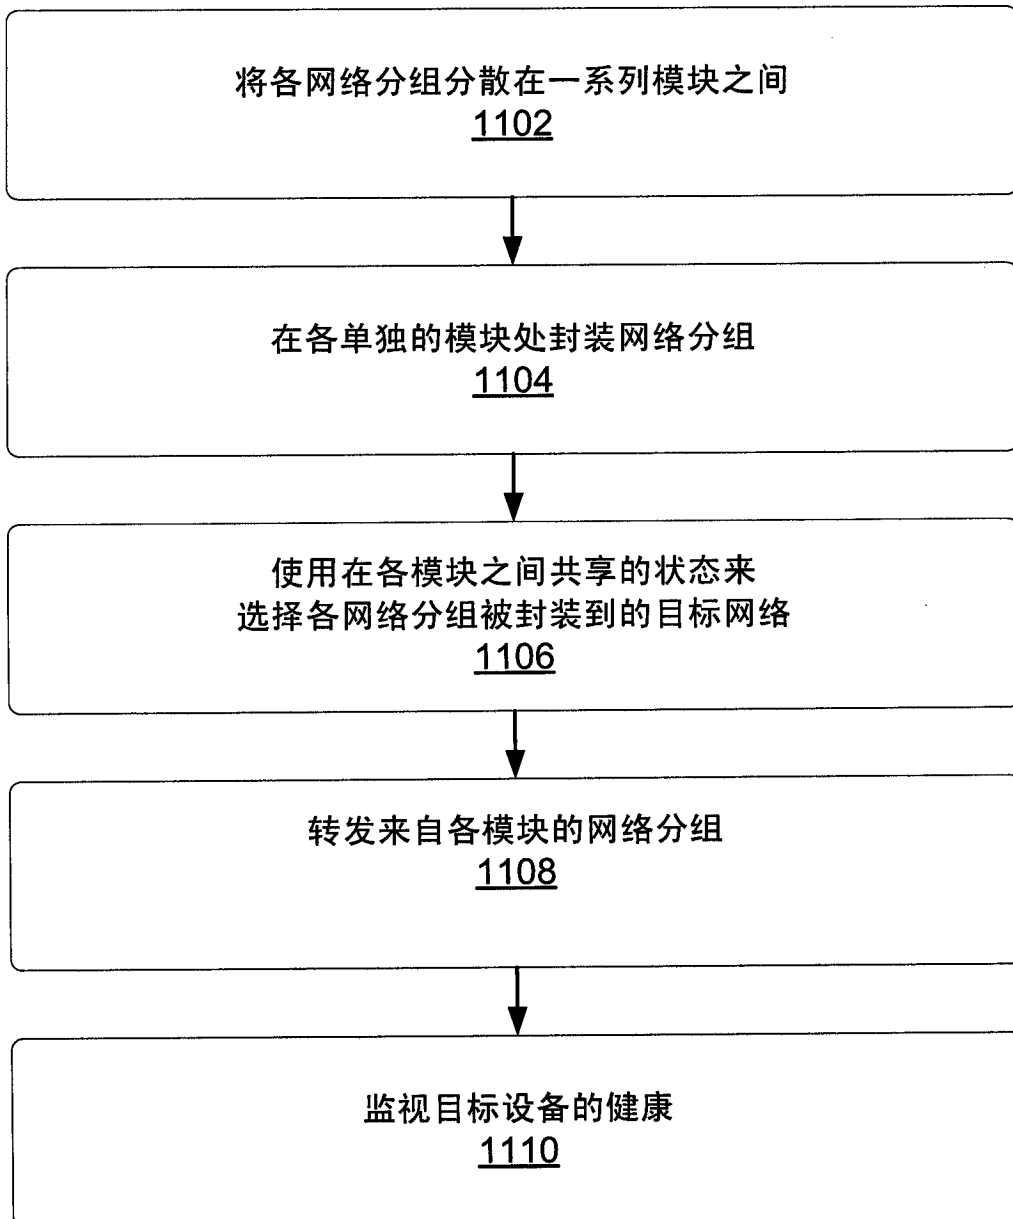 将各网络分组分散在一系列模块之间
1102
在各单独的模块处封装网络分组
1104
使用在各模块之间共享的状态来
选择各网络分组被封装到的目标网络
1106
转发来自各模块的网络分组
1108
监视目标设备的健康
1110